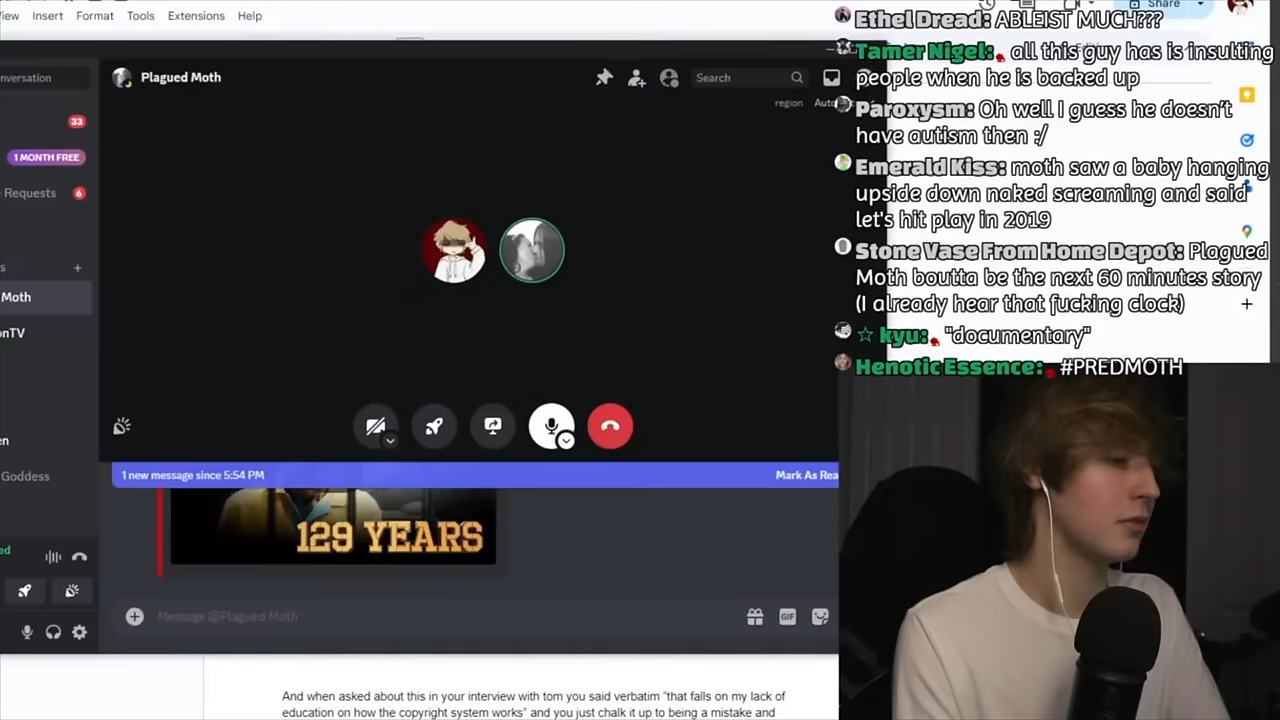 View Insert Format Tools Extensions Help
Share
onversation
Plagued Moth
Search
region
33
1 MONTH FREE
Requests
6
s
+
Moth
onTV
en
Goddess
ed
1 new message since 5:54 PM
Mark As Rea
129 YEARS
Message @Plagued Moth
GIF
And when asked about this in your interview with tom you said verbatim “that falls on my lack of
education on how the copyright system works” and you just chalk it up to being a mistake and
Ethel Dread: ABLEIST MUCH???
Tamer Nigel: all this guy has is insulting
people when he is backed up
Paroxysm: Oh well I guess he doesn’t
have autism then :/
Emerald Kiss: moth saw a baby hanging
upside down naked screaming and said
let's hit play in 2019
Stone Vase From Home Depot: Plagued
Moth boutta be the next 60 minutes story
(I already hear that fucking clock)
☆ kyu: "documentary"
Henotic Essence: #PREDMOTH